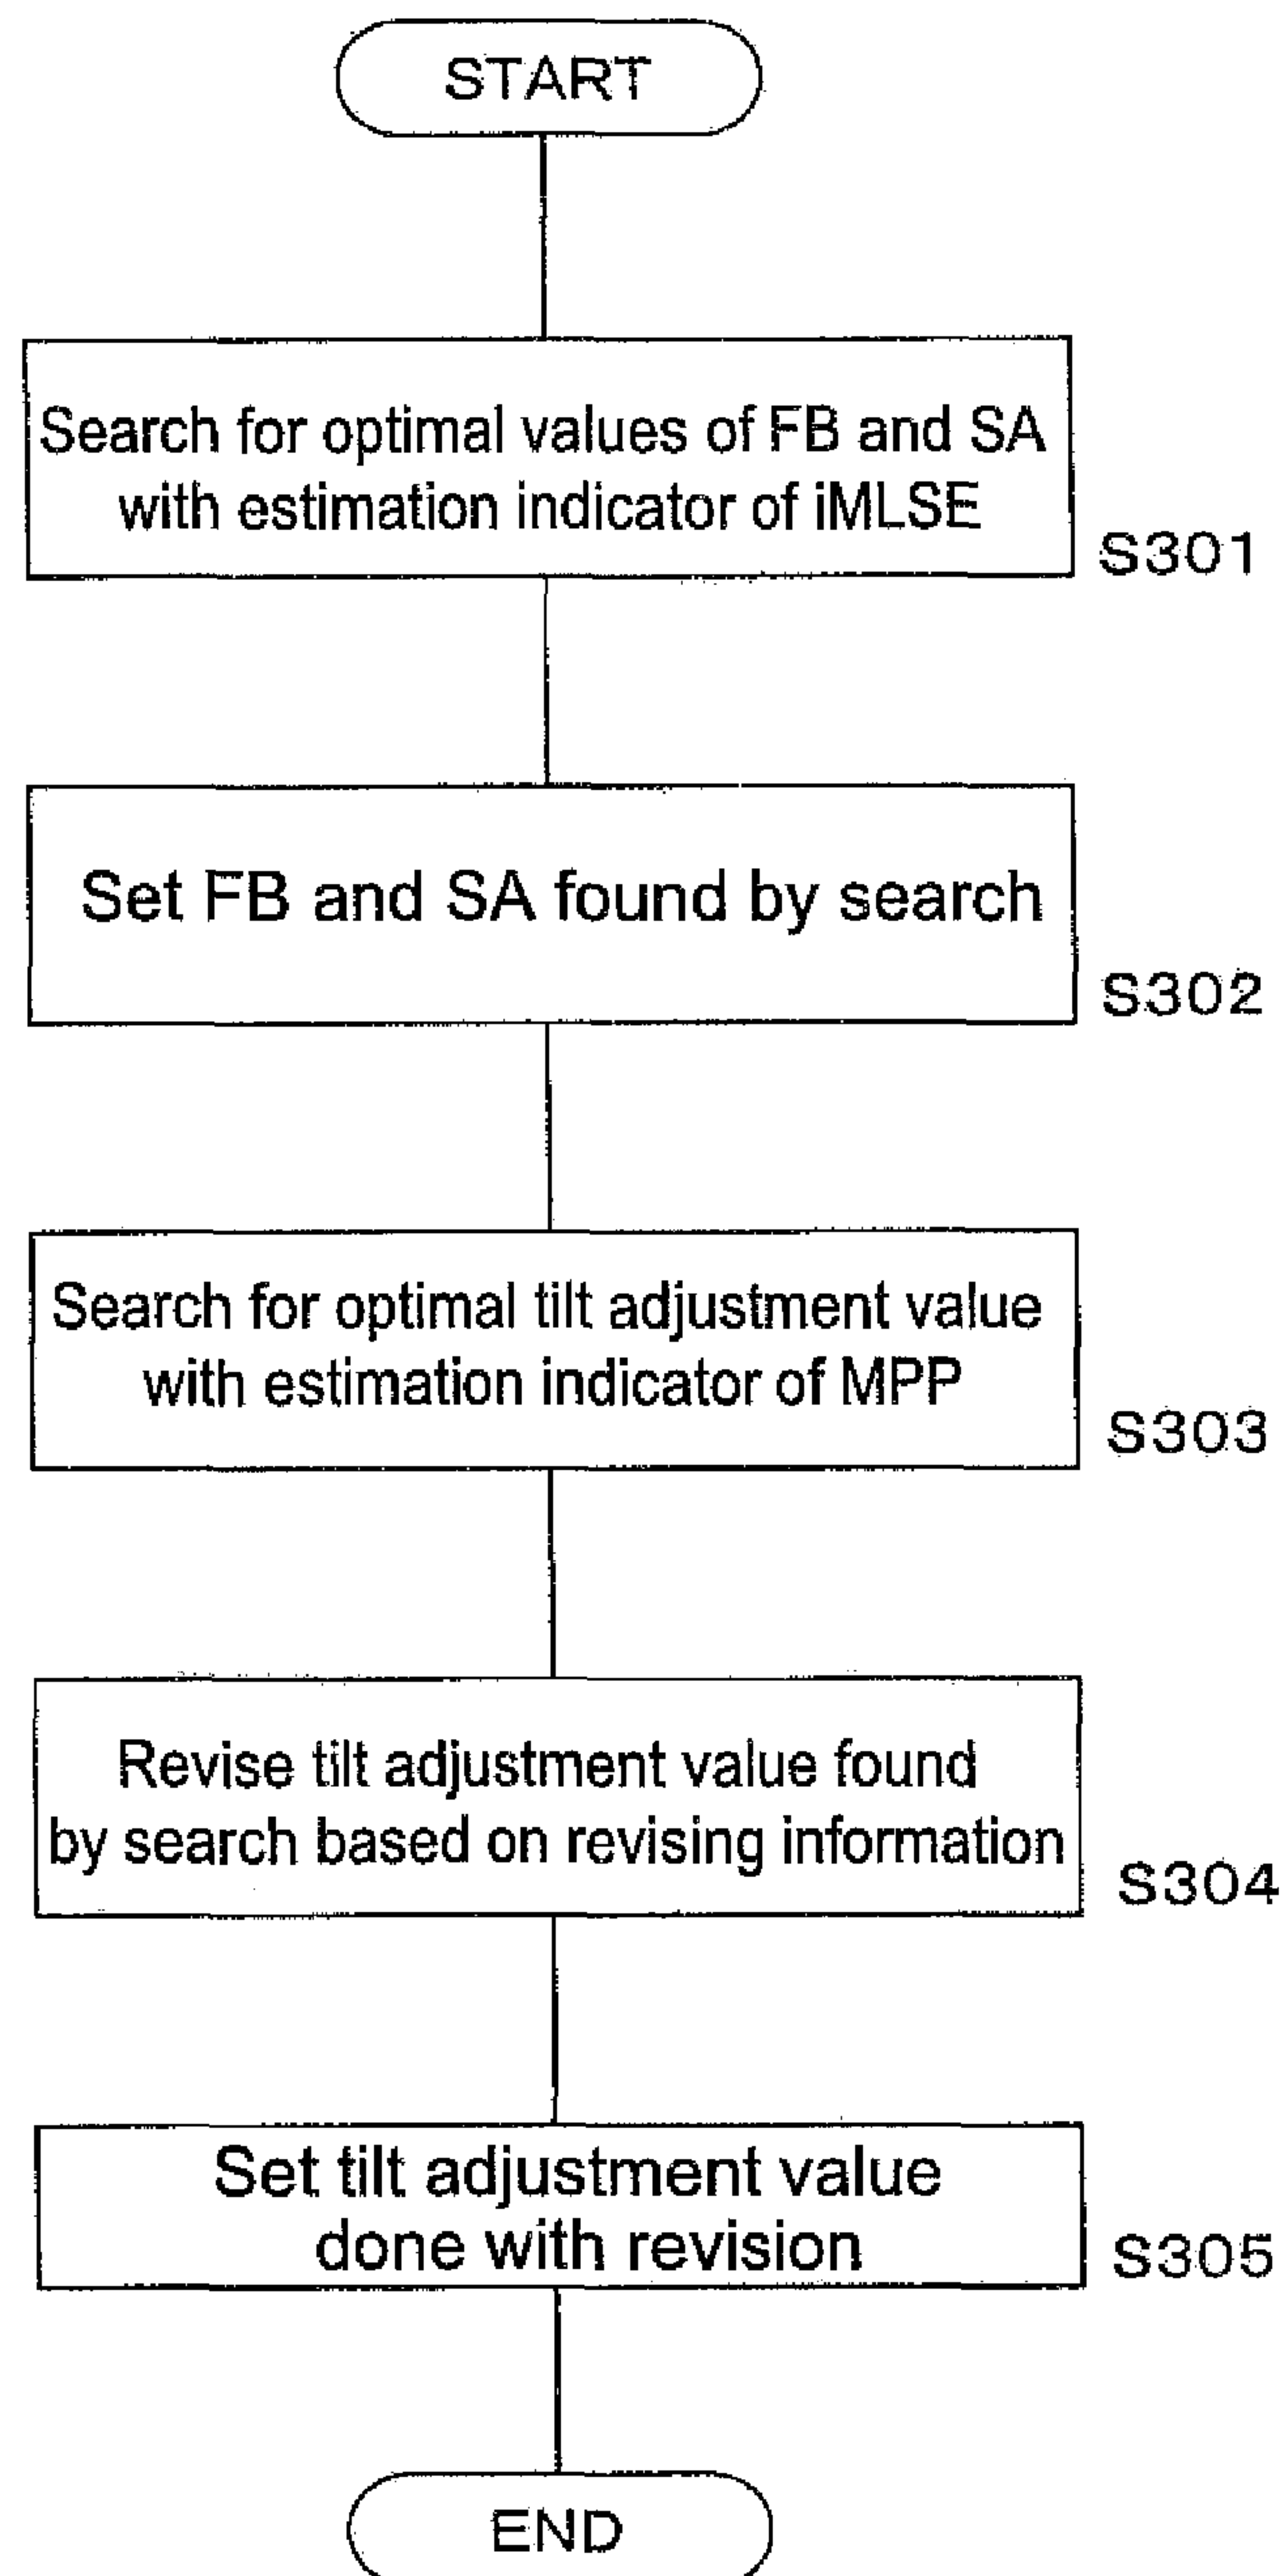 START
Search for optimal values of FB and SA
with estimation indicator of iMLSE
S301
Set FB and SA found by search
S302
Search for optimal tilt adjustment value
with estimation indicator of MPP
S303
Revise tilt adjustment value found
by search based on revising information
S304
Set tilt adjustment value
done with revision
S305
END